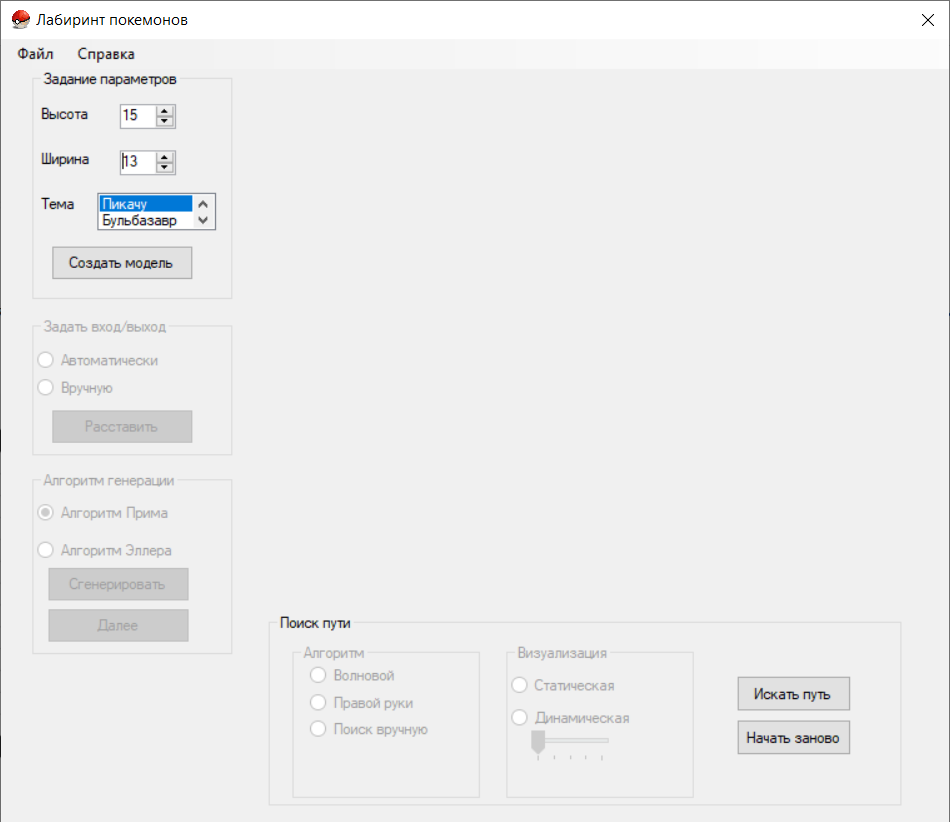 Лабиринт покемонов
Файл Справка
Задание параметров
Высота 15
Ширина 13
Тема Пикачу
Бульбазавр
Создать модель
Задать вход/выход
Автоматически
Вручную
Расставить
Алгоритм генерации
Алгоритм Прима
Алгоритм Эллера
Сгенерировать
Далее
Поиск пути
Алгоритм
Волновой
Правой руки
Поиск вручную
Визуализация
Статическая
Динамическая
Искать путь
Начать заново